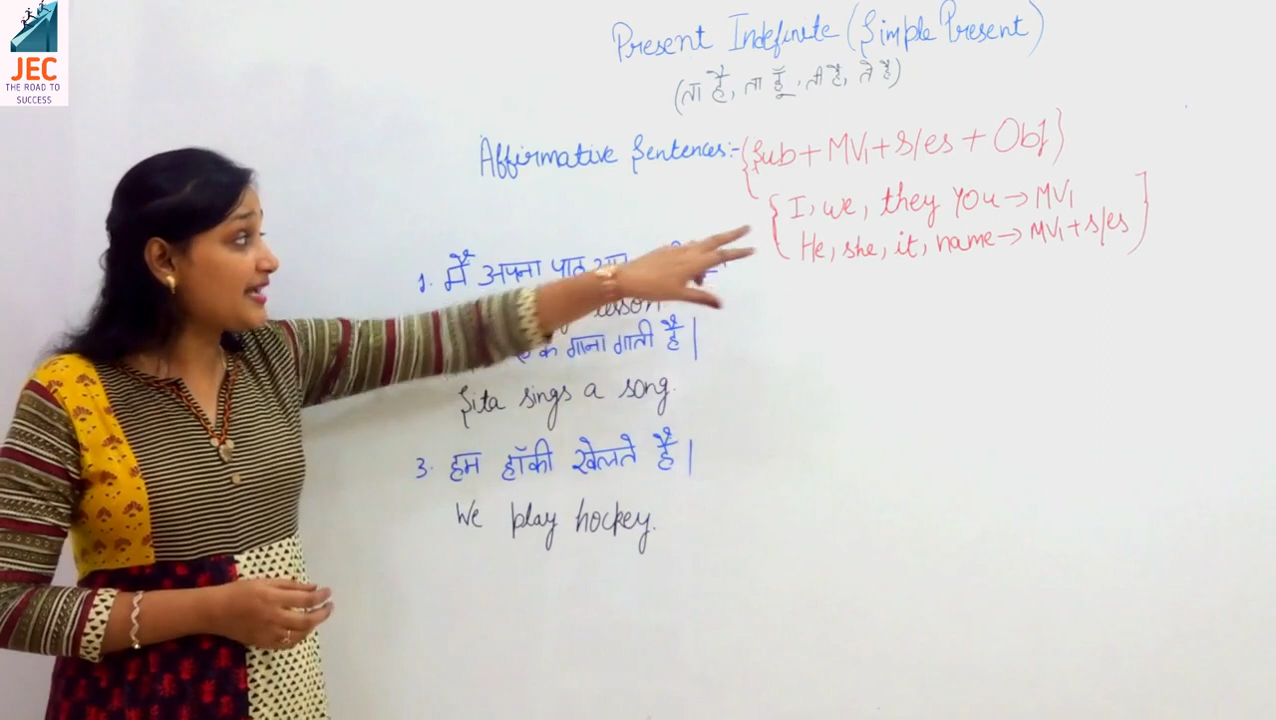 JEC
THE ROAD TO
SUCCESS
Present Indefinite (Simple Present)
(ता है, ता हूँ, ती है, ते है)
Affirmative Sentences:- {Sub + MV1 + s/es + Obj}
{I, we, they you → MV1
He, she, it, name → MV1 + s/es}
1. मैं अपना पाठ
lesson
गाना गाती है |
Sita sings a song.
3. हम हॉकी खेलते है |
We play hockey.